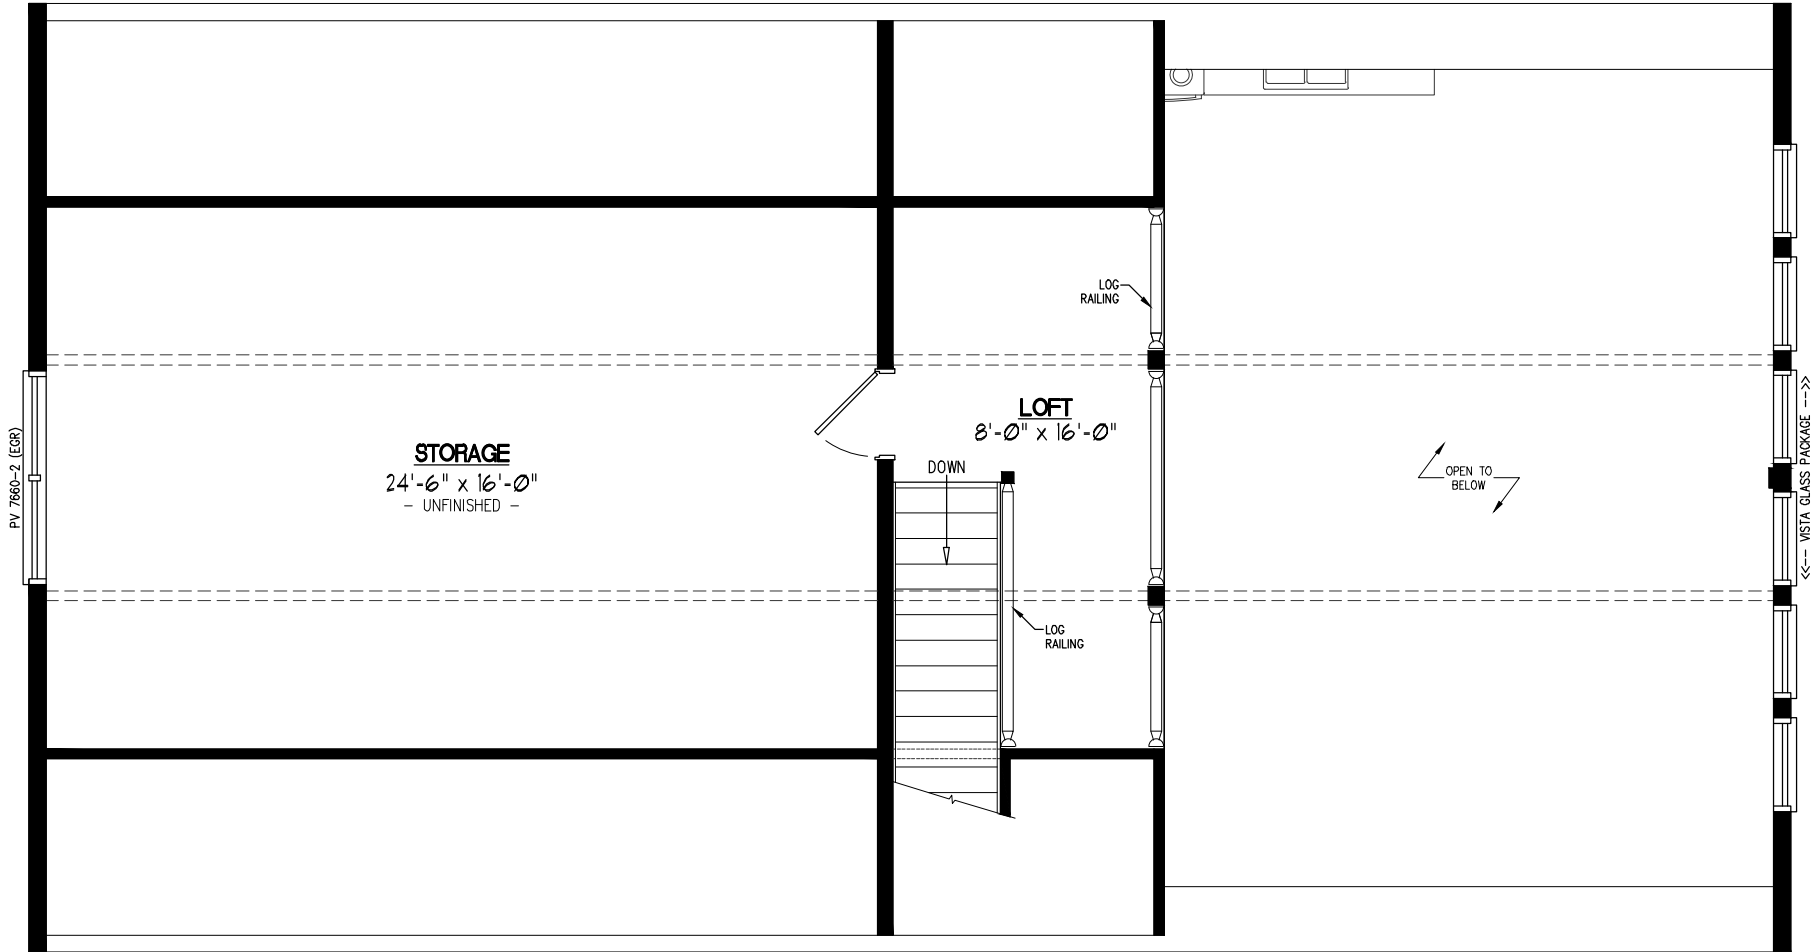 PV 7660-2 (EGR)
STORAGE
24'-6" x 16'-0"
- UNFINISHED -
LOG
RAILING
LOFT
8'-0" x 16'-0"
DOWN
LOG
RAILING
OPEN TO
BELOW
<<-- VISTA GLASS PACKAGE -->>